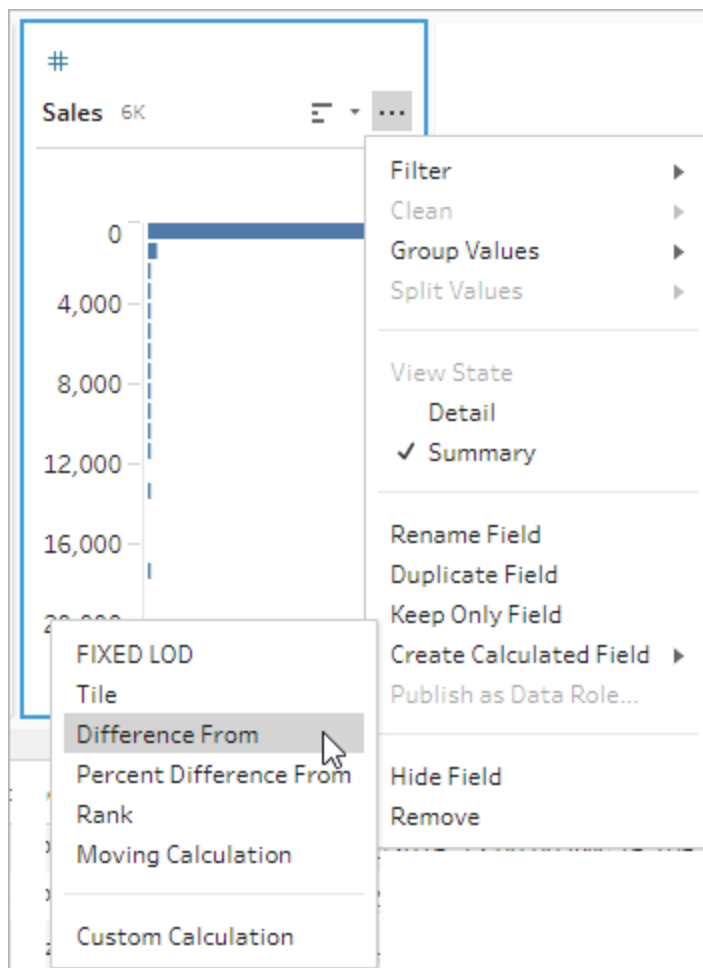 #
Sales 6K
0
4,000
8,000
12,000
16,000
Filter
Clean
Group Values
Split Values
View State
Detail
✓ Summary
Rename Field
Duplicate Field
Keep Only Field
Create Calculated Field
Publish as Data Role...
Hide Field
Remove
FIXED LOD
Tile
Difference From
Percent Difference From
Rank
Moving Calculation
Custom Calculation